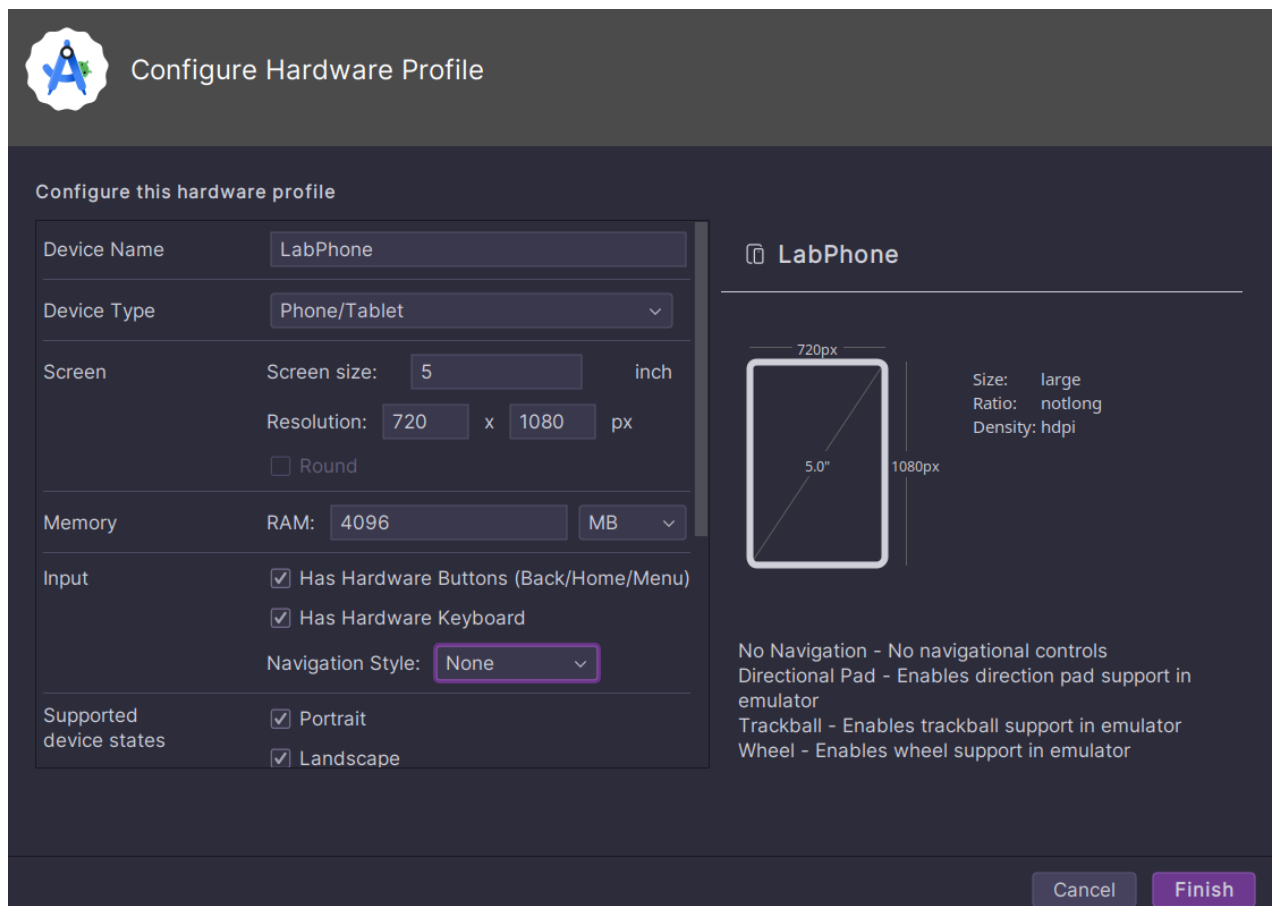 Configure Hardware Profile
Configure this hardware profile
Device Name LabPhone
Device Type Phone/Tablet
Screen Screen size: 5 inch
Resolution: 720 x 1080 px
Round
Memory RAM: 4096 MB
Input Has Hardware Buttons (Back/Home/Menu)
Has Hardware Keyboard
Navigation Style: None
Supported
device states
Portrait
Landscape
LabPhone
720px
5.0"
1080px
Size: large
Ratio: notlong
Density: hdpi
No Navigation - No navigational controls
Directional Pad - Enables direction pad support in
emulator
Trackball - Enables trackball support in emulator
Wheel - Enables wheel support in emulator
Cancel Finish